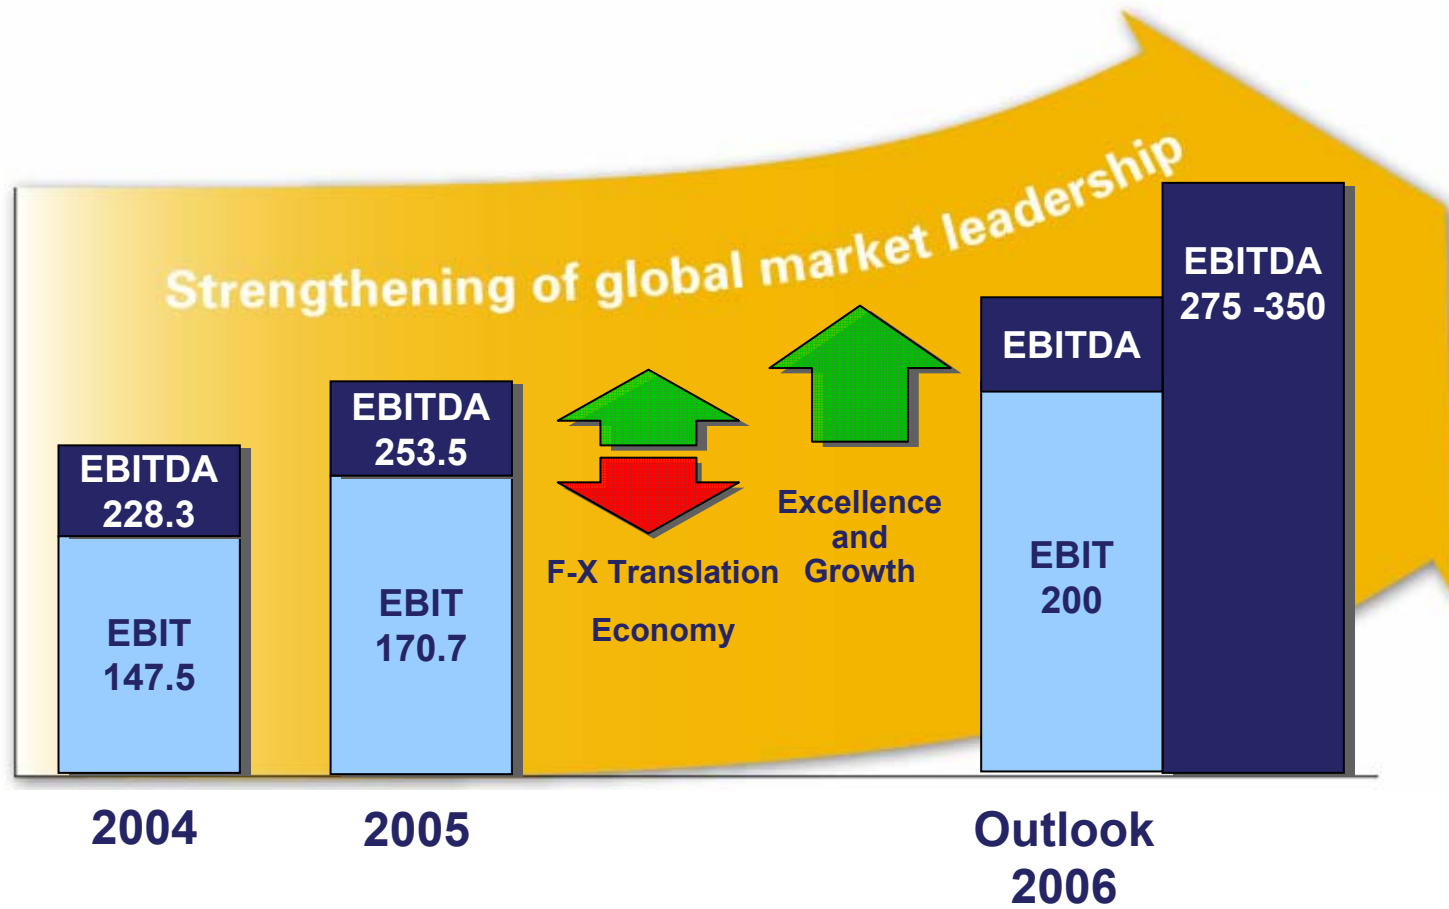 Strengthening of global market leadership
EBITDA
228.3
EBIT
147.5
2004
EBITDA
253.5
EBIT
170.7
2005
F-X Translation
Economy
Excellence
and
Growth
EBITDA
EBIT
200
EBITDA
275 -350
Outlook
2006